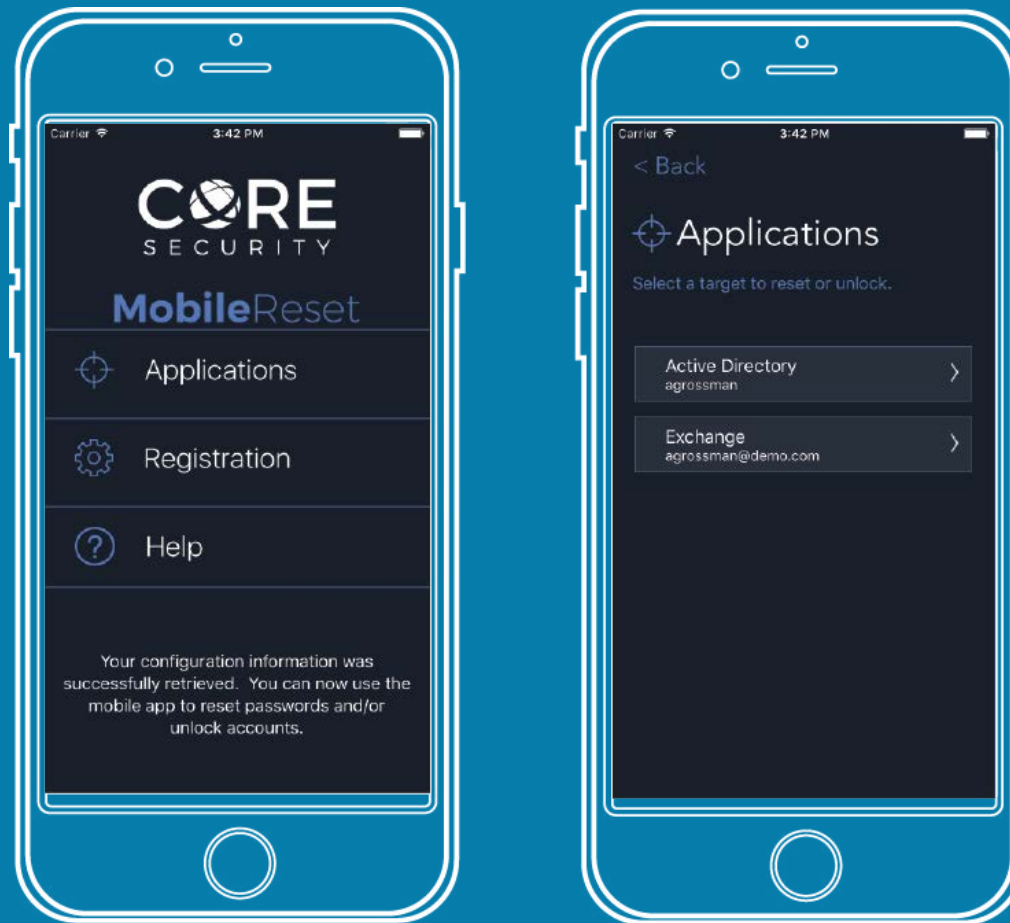 Carrier 3:42 PM
CORE
SECURITY
MobileReset
Applications
Registration
? Help
Your configuration information was
successfully retrieved. You can now use the
mobile app to reset passwords and/or
unlock accounts.
Carrier 3:42 PM
< Back
Applications
Select a target to reset or unlock.
Active Directory
agrossman
Exchange
agrossman@demo.com